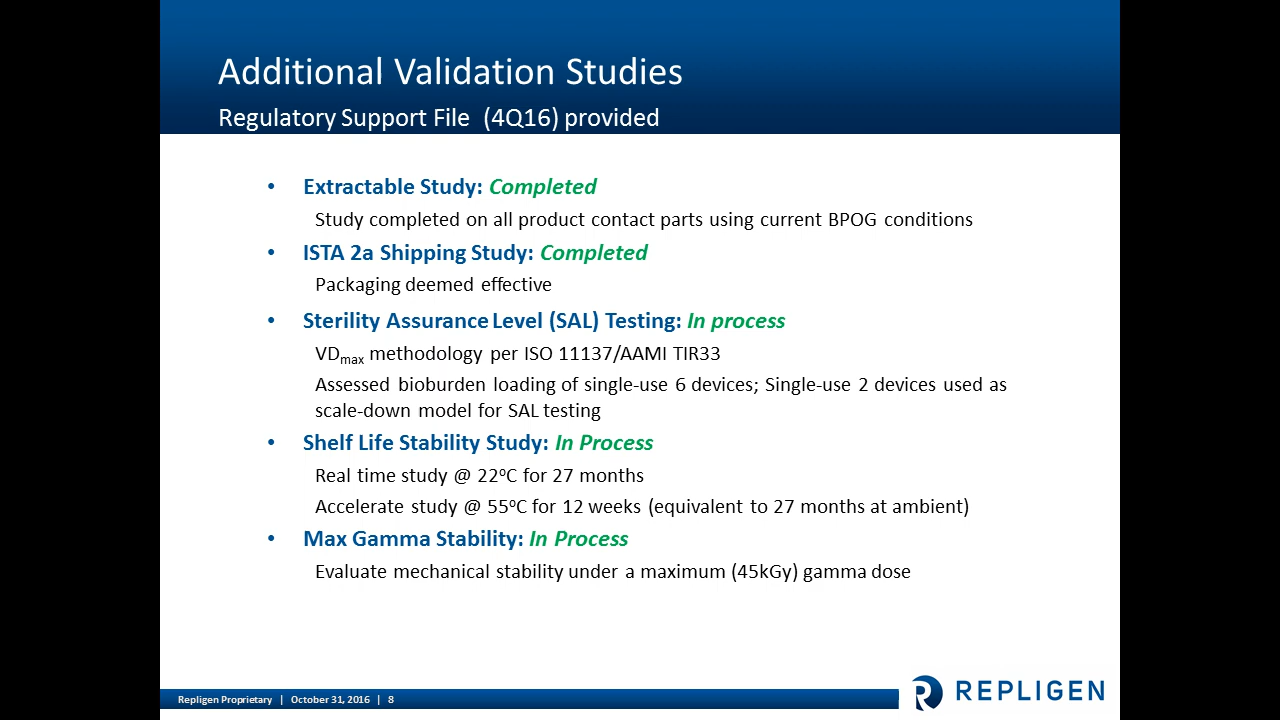 Additional Validation Studies
Regulatory Support File (4Q16) provided
• Extractable Study: Completed
Study completed on all product contact parts using current BPOG conditions
• ISTA 2a Shipping Study: Completed
Packaging deemed effective
• Sterility Assurance Level (SAL) Testing: In process
VDmax methodology per ISO 11137/AAMI TIR33
Assessed bioburden loading of single-use 6 devices; Single-use 2 devices used as
scale-down model for SAL testing
• Shelf Life Stability Study: In Process
Real time study @ 22°C for 27 months
Accelerate study @ 55°C for 12 weeks (equivalent to 27 months at ambient)
• Max Gamma Stability: In Process
Evaluate mechanical stability under a maximum (45kGy) gamma dose
Repligen Proprietary | October 31, 2016 | 8
REPLIGEN